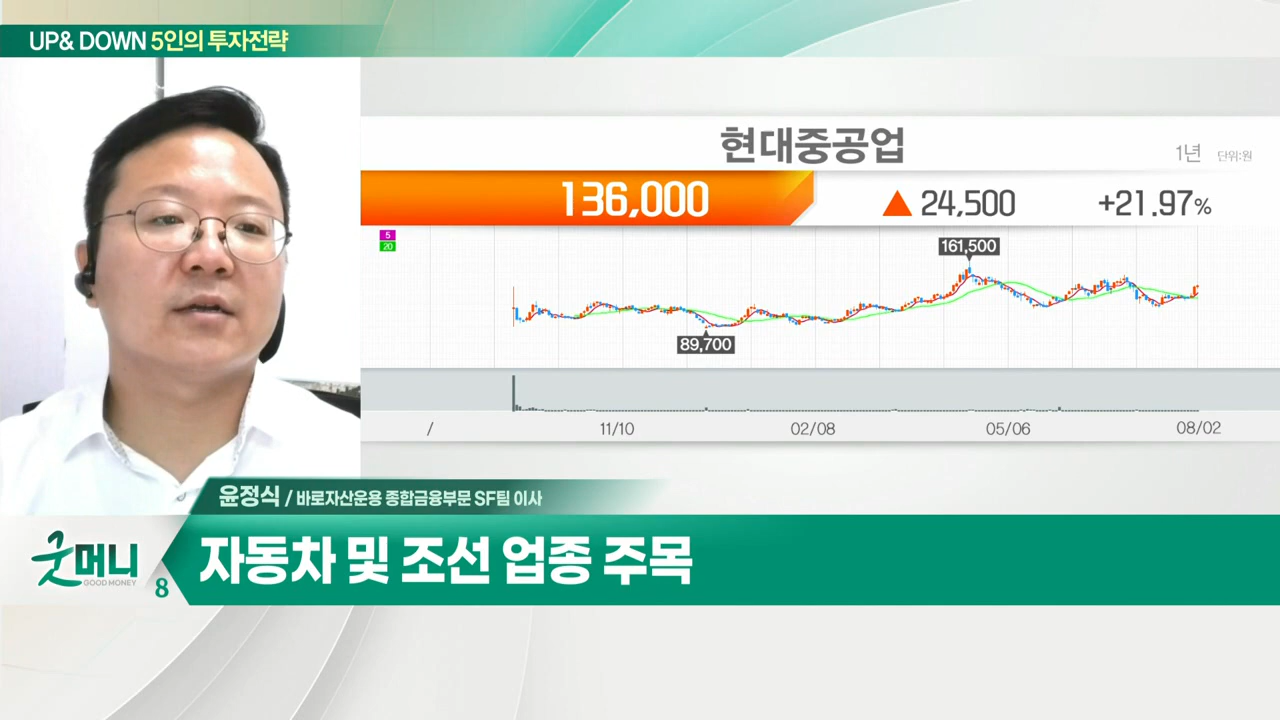 UP& DOWN 5인의 투자전략
현대중공업
1년 단위:원
136,000 ▲ 24,500 +21.97%
5
20
161,500
89,700
/ 11/10 02/08 05/06 08/02
윤정식 / 바로자산운용 종합금융부문 SF팀 이사
굿머니
GOOD MONEY
8
자동차 및 조선 업종 주목